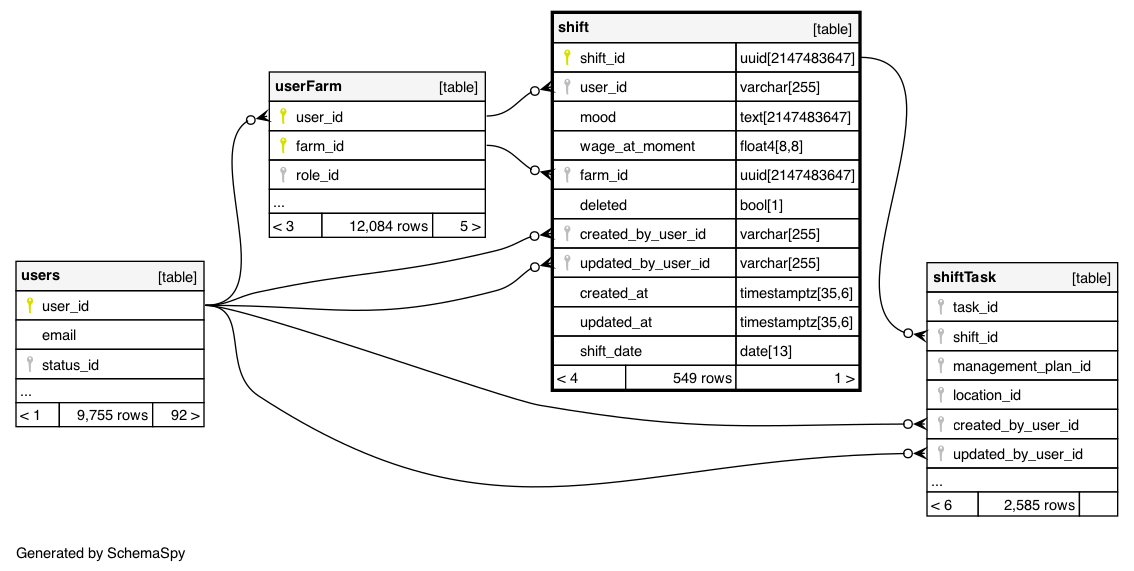 userFarm [table]
user_id
farm_id
role_id
...
< 3 12,084 rows 5 >
users [table]
user_id
email
status_id
...
< 1 9,755 rows 92 >
shift [table]
shift_id uuid[2147483647]
user_id varchar[255]
mood text[2147483647]
wage_at_moment float4[8,8]
farm_id uuid[2147483647]
deleted bool[1]
created_by_user_id varchar[255]
updated_by_user_id varchar[255]
created_at timestamptz[35,6]
updated_at timestamptz[35,6]
shift_date date[13]
< 4 549 rows 1 >
shiftTask [table]
task_id
shift_id
management_plan_id
location_id
created_by_user_id
updated_by_user_id
...
< 6 2,585 rows
Generated by SchemaSpy